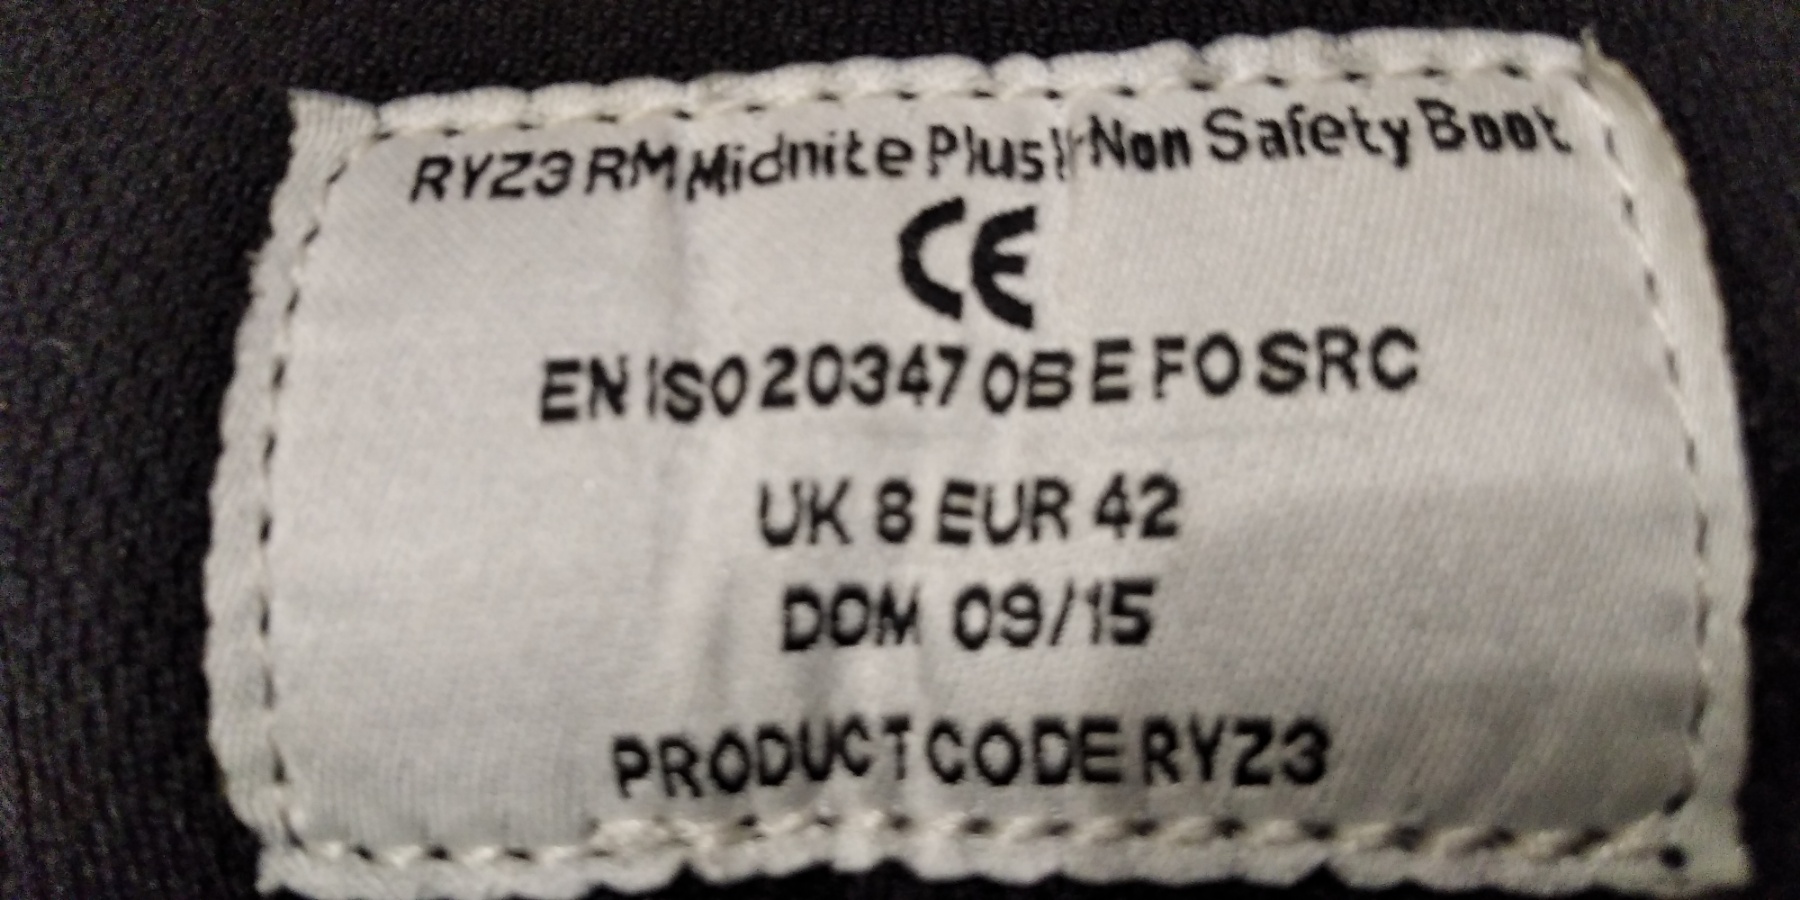 RYZ3 RM Midnite Plus Non Safety Boot
CE
EN ISO 20347 OB E FO SRC
UK 8 EUR 42
DOM 09/15
PRODUCT CODE RYZ3